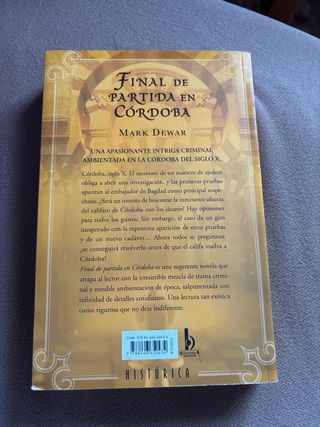 FINAL DE
PARTIDA EN
CÓRDOBA
MARK DEWAR
UNA APASIONANTE INTRIGA CRIMINAL
AMBIENTADA EN LA CÓRDOBA DEL SIGLO X.
Córdoba, siglo X. El asesinato de un maestro de ajedrez
obliga a abrir una investigación, y las primeras pruebas
apuntan al embajador de Bagdad como principal sospe-
choso. ¿Será un intento de boicotear la inminente alianza
del califato de Córdoba con los jázaros? Hay opiniones
para todos los gustos. Sin embargo, el caso da un giro
inesperado con la repentina aparición de otras pruebas y
de un nuevo cadáver... Ahora todos se preguntan:
¿se conseguirá resolverlo antes de que el califa vuelva a
Córdoba?
Final de partida en Córdoba es una sugerente novela que
atrapa al lector con la irresistible mezcla de trama criminal
y notable ambientación de época, salpimentada con
infinidad de detalles cotidianos. Una lectura tan exótica
como rigurosa que no deja indiferente.
b
HISTÓRICA